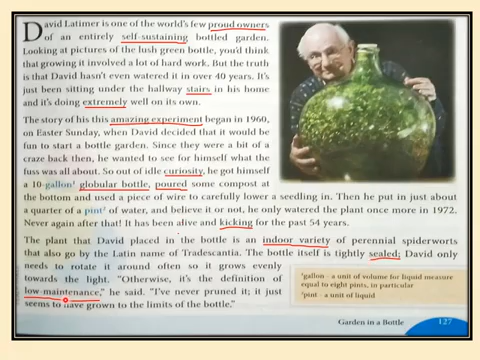 David Latimer is one of the world's few proud owners
of an entirely self-sustaining bottled garden.
Looking at pictures of the lush green bottle, you'd think
that growing it involved a lot of hard work. But the truth
is that David hasn't even watered it in over 40 years. It's
just been sitting under the hallway stairs in his home
and it's doing extremely well on its own.
The story of his this amazing experiment began in 1960,
on Easter Sunday, when David decided that it would be
fun to start a bottle garden. Since they were a bit of a
craze back then, he wanted to see for himself what the
fuss was all about. So out of idle curiosity, he got himself
a 10-gallon¹ globular bottle, poured some compost at
the bottom and used a piece of wire to carefully lower a seedling in. Then he put in just about
a quarter of a pint² of water, and believe it or not, he only watered the plant once more in 1972.
Never again after that! It has been alive and kicking for the past 54 years.
The plant that David placed in the bottle is an indoor variety of perennial spiderworts
that also go by the Latin name of Tradescantia. The bottle itself is tightly sealed; David only
needs to rotate it around often so it grows evenly
towards the light. "Otherwise, it's the definition of
low-maintenance," he said. "I've never pruned it; it just
seems to have grown to the limits of the bottle."
¹gallon – a unit of volume for liquid measure
equal to eight pints, in particular
²pint – a unit of liquid
Garden in a Bottle 127